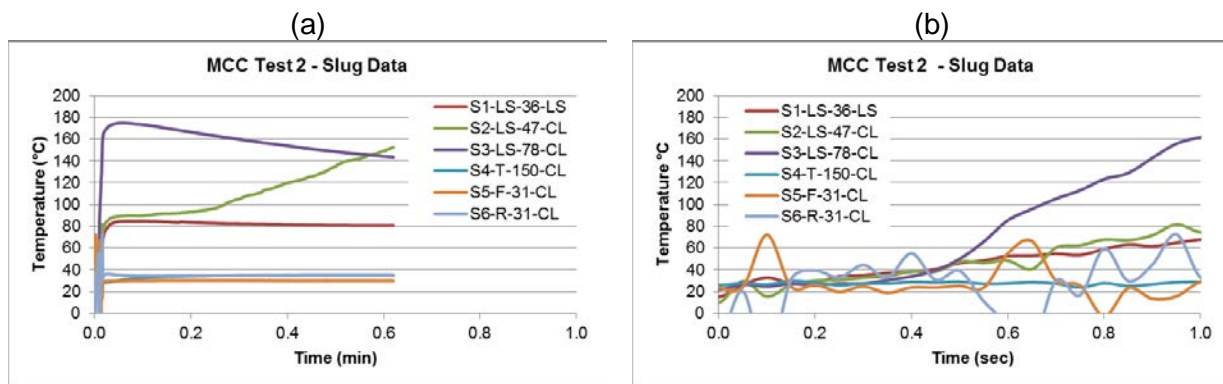 (a)
MCC Test 2 - Slug Data
200
180
160
140
120
100
80
60
40
20
0
Temperature (°C)
0.0 0.2 0.4 0.6 0.8 1.0
Time (min)
S1-LS-36-LS
S2-LS-47-CL
S3-LS-78-CL
S4-T-150-CL
S5-F-31-CL
S6-R-31-CL
(b)
MCC Test 2 - Slug Data
200
180
160
140
120
100
80
60
40
20
0
Temperature °C
0.0 0.2 0.4 0.6 0.8 1.0
Time (sec)
S1-LS-36-LS
S2-LS-47-CL
S3-LS-78-CL
S4-T-150-CL
S5-F-31-CL
S6-R-31-CL